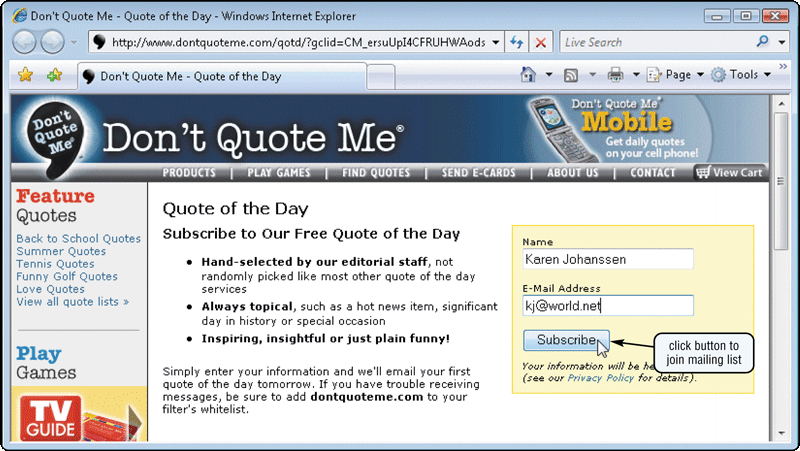 Don't Quote Me - Quote of the Day - Windows Internet Explorer
http://www.dontquoteme.com/qotd/?gclid=CM_ersuUpI4CFRUHWAods
Live Search
Don't Quote Me - Quote of the Day
Page
Tools
Don't
Quote
Me
Don't Quote Me®
Don't Quote Me®
Mobile
Get daily quotes
on your cell phone!
PRODUCTS | PLAY GAMES | FIND QUOTES | SEND E-CARDS | ABOUT US | CONTACT
View Cart
Feature
Quotes
Back to School Quotes
Summer Quotes
Tennis Quotes
Funny Golf Quotes
Love Quotes
View all quote lists »
Play
Games
TV
GUIDE
Quote of the Day
Subscribe to Our Free Quote of the Day
• Hand-selected by our editorial staff, not
randomly picked like most other quote of the day
services
• Always topical, such as a hot news item, significant
day in history or special occasion
• Inspiring, insightful or just plain funny!
Simply enter your information and we'll email your first
quote of the day tomorrow. If you have trouble receiving
messages, be sure to add dontquoteme.com to your
filter's whitelist.
Name
Karen Johanssen
E-Mail Address
kj@world.net
Subscribe
click button to
join mailing list
Your information will be
(see our Privacy Policy for details).